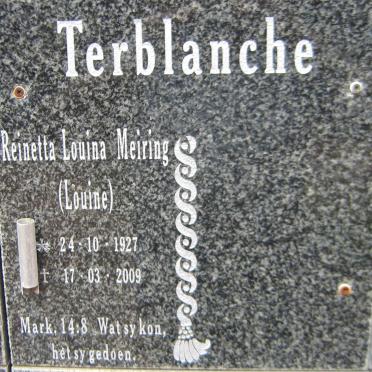 Terblanche
Reinetta Louina Meiring
(Louine)
* 24 · 10 · 1927
† 17 · 03 · 2009
Mark. 14:8 Wat sy kon,
het sy gedoen.